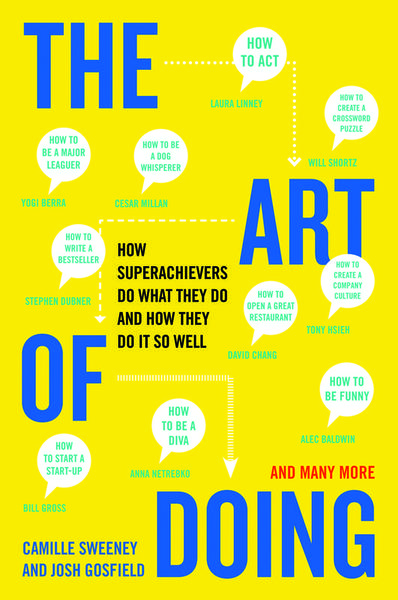 THE
HOW
TO ACT
LAURA LINNEY
HOW TO
CREATE A
CROSSWORD
PUZZLE
WILL SHORTZ
HOW TO
BE A MAJOR
LEAGUER
YOGI BERRA
HOW TO BE
A DOG
WHISPERER
CESAR MILLAN
ART
HOW TO
WRITE A
BESTSELLER
STEPHEN DUBNER
HOW
SUPERACHIEVERS
DO WHAT THEY DO
AND HOW THEY
DO IT SO WELL
HOW TO
CREATE A
COMPANY
CULTURE
TONY HSIEH
HOW TO
OPEN A GREAT
RESTAURANT
DAVID CHANG
OF
HOW TO
BE FUNNY
ALEC BALDWIN
HOW
TO BE A
DIVA
ANNA NETREBKO
HOW
TO START A
START-UP
BILL GROSS
AND MANY MORE
DOING
CAMILLE SWEENEY
AND JOSH GOSFIELD